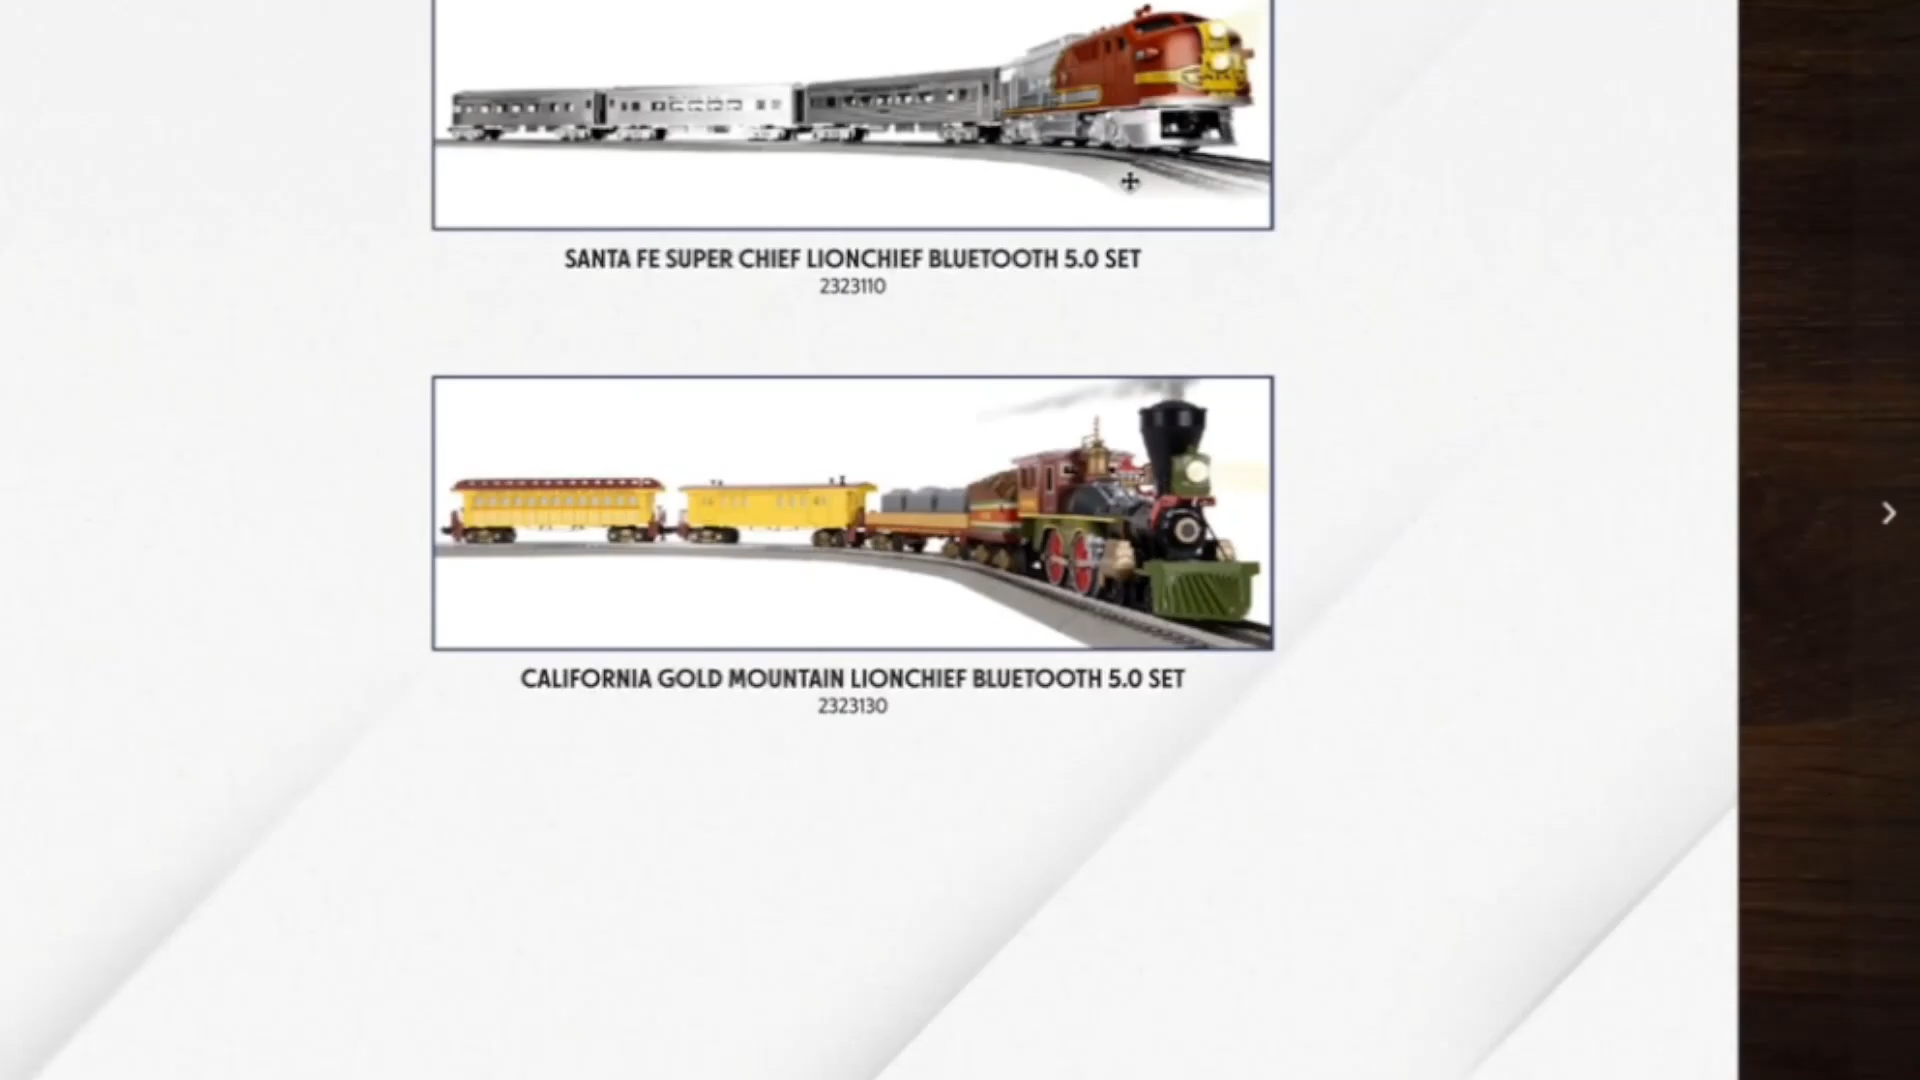 SANTA FE SUPER CHIEF LIONCHIEF BLUETOOTH 5.0 SET
2323110
CALIFORNIA GOLD MOUNTAIN LIONCHIEF BLUETOOTH 5.0 SET
2323130